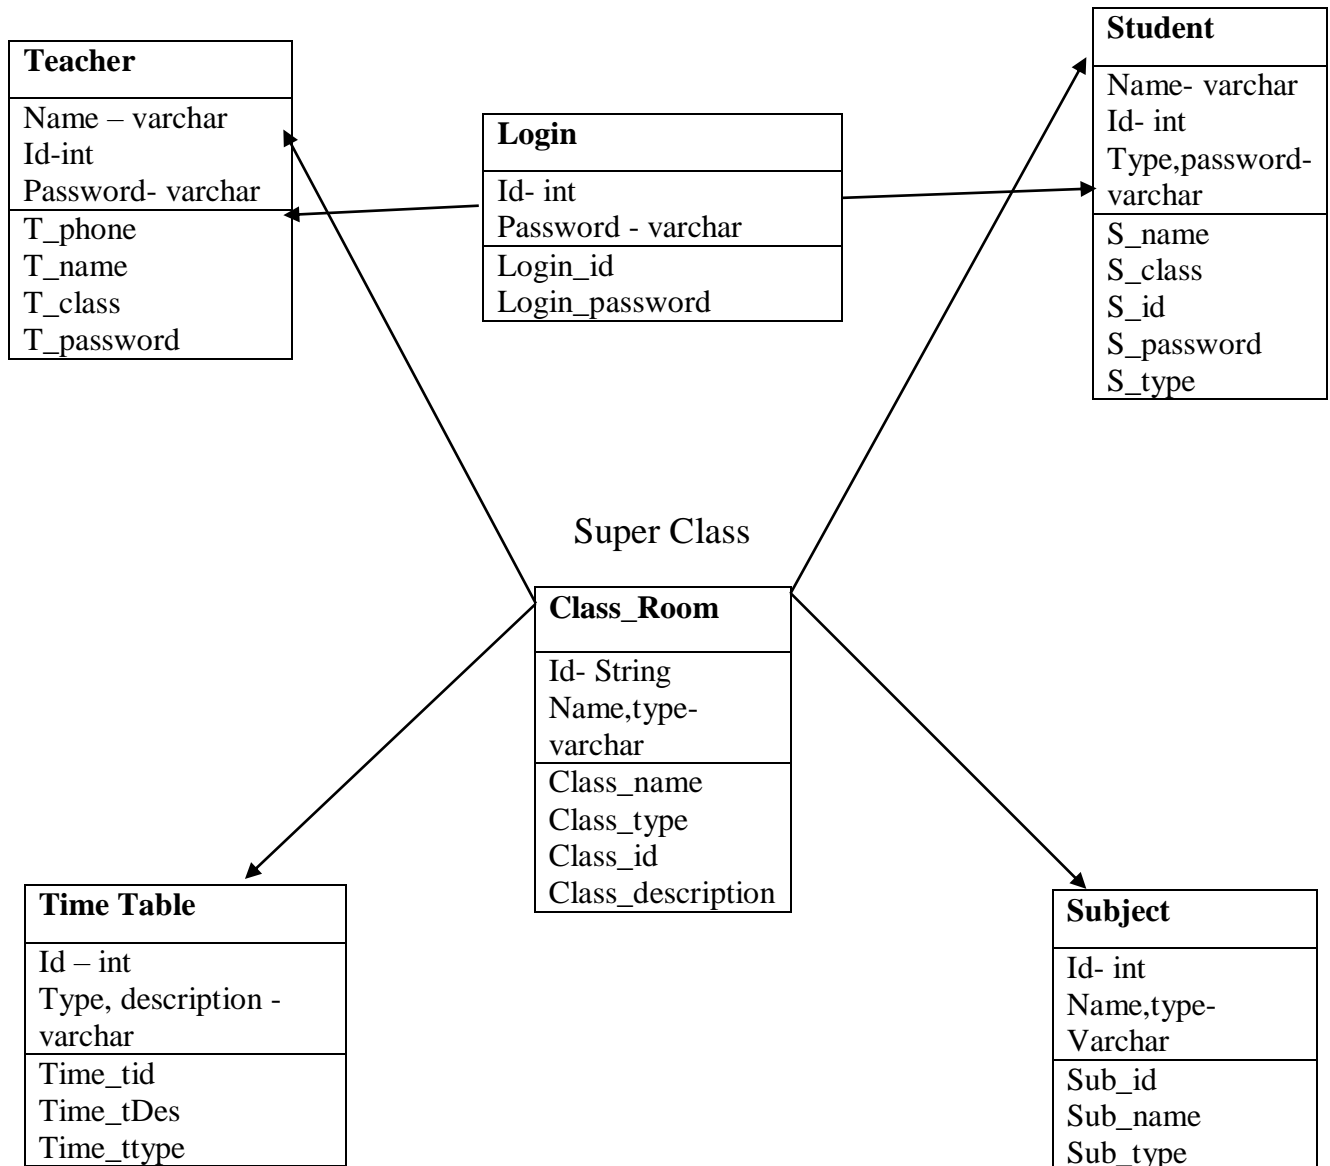 Teacher
Name – varchar
Id-int
Password- varchar
T_phone
T_name
T_class
T_password
Login
Id- int
Password - varchar
Login_id
Login_password
Student
Name- varchar
Id- int
Type,password-
varchar
S_name
S_class
S_id
S_password
S_type
Super Class
Class_Room
Id- String
Name,type-
varchar
Class_name
Class_type
Class_id
Class_description
Time Table
Id – int
Type, description -
varchar
Time_tid
Time_tDes
Time_ttype
Subject
Id- int
Name,type-
Varchar
Sub_id
Sub_name
Sub_type